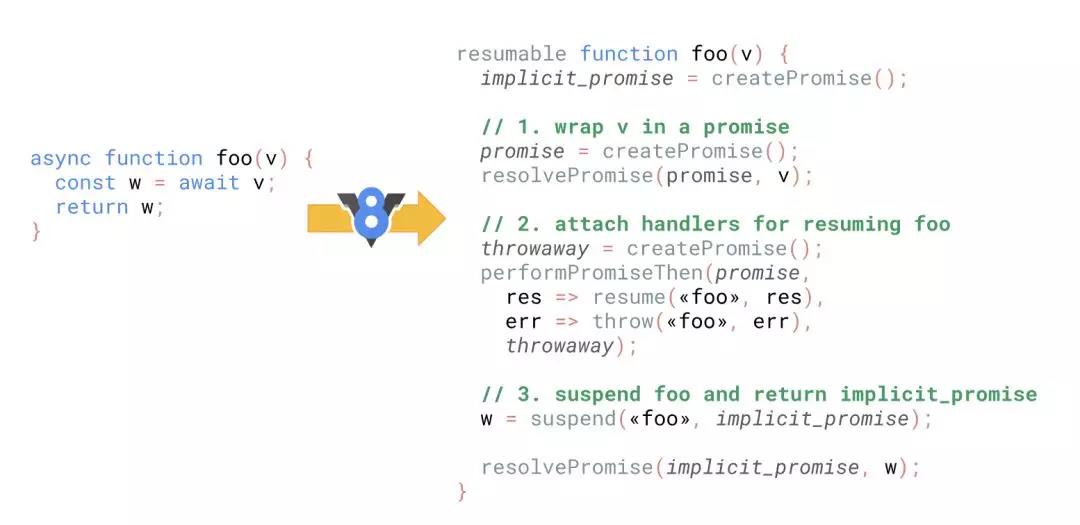 async function foo(v) {
const w = await v;
return w;
}
8
resumable function foo(v) {
implicit_promise = createPromise();
// 1. wrap v in a promise
promise = createPromise();
resolvePromise(promise, v);
// 2. attach handlers for resuming foo
throwaway = createPromise();
performPromiseThen(promise,
res => resume(«foo», res),
err => throw(«foo», err),
throwaway);
// 3. suspend foo and return implicit_promise
w = suspend(«foo», implicit_promise);
resolvePromise(implicit_promise, w);
}